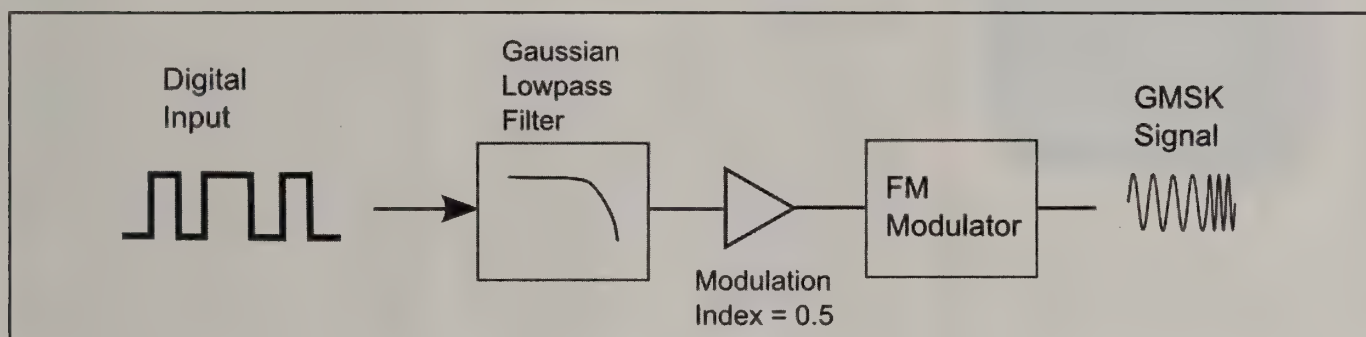 Digital
Input
Gaussian
Lowpass
Filter
Modulation
Index = 0.5
FM
Modulator
GMSK
Signal